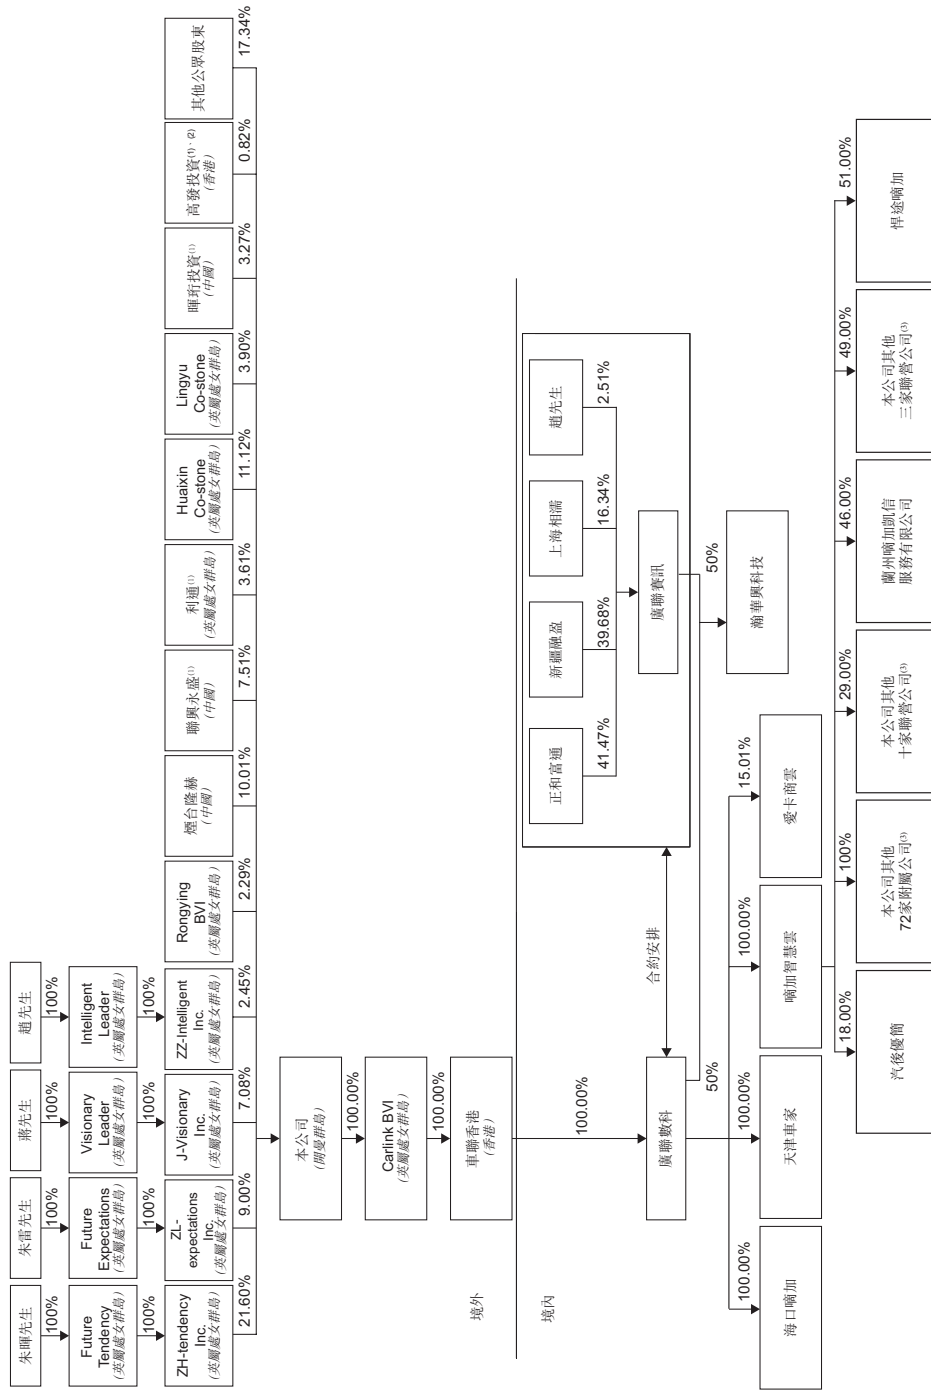 朱暉先生
朱雷先生
蔣先生
趙先生
100%
100%
100%
100%
Future
Tendency
(英屬處女群島)
Future
Expectations
(英屬處女群島)
Visionary
Leader
(英屬處女群島)
Intelligent
Leader
(英屬處女群島)
100%
100%
100%
100%
ZH-tendency
Inc.
(英屬處女群島)
ZL-
expectations
Inc.
(英屬處女群島)
J-Visionary
Inc.
(英屬處女群島)
ZZ-Intelligent
Inc.
(英屬處女群島)
Rongying
BVI
(英屬處女群島)
煙台隆赫
(中國)
聯興永盛(1)
(中國)
利通(1)
(英屬處女群島)
Huaixin
Co-stone
(英屬處女群島)
Lingyu
Co-stone
(英屬處女群島)
暉珩投資(1)
(中國)
高發投資(1)、(2)
(香港)
其他公眾股東
21.60%
9.00%
7.08%
2.45%
2.29%
10.01%
7.51%
3.61%
11.12%
3.90%
3.27%
0.82%
17.34%
本公司
(開曼群島)
100.00%
Carlink BVI
(英屬處女群島)
100.00%
車聯香港
(香港)
境外
境內
100.00%
正和富通
新疆融盈
上海相濡
趙先生
41.47%
39.68%
16.34%
2.51%
廣聯數科
合約安排
廣聯賽訊
50%
50%
瀚華興科技
100.00%
100.00%
100.00%
15.01%
海口嘀加
天津車家
嘀加智慧雲
愛卡商雲
18.00%
100%
29.00%
46.00%
49.00%
51.00%
汽後優簡
本公司其他
72家附屬公司(3)
本公司其他
十家聯營公司(3)
蘭州嘀加凱信
服務有限公司
本公司其他
三家聯營公司(3)
悍途嘀加